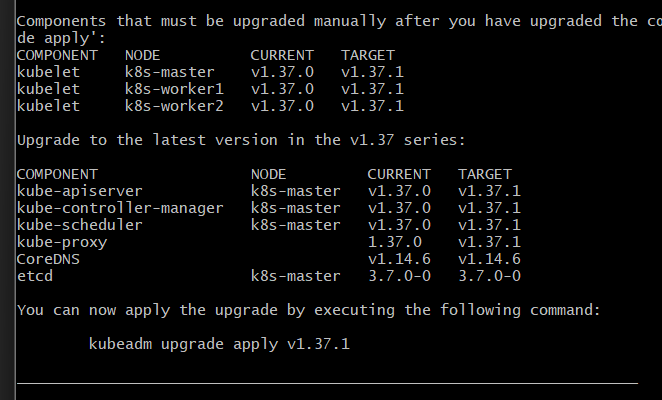 Components that must be upgraded manually after you have upgraded the co
de apply':
COMPONENT   NODE          CURRENT   TARGET
kubelet     k8s-master    v1.37.0   v1.37.1
kubelet     k8s-worker1   v1.37.0   v1.37.1
kubelet     k8s-worker2   v1.37.0   v1.37.1
Upgrade to the latest version in the v1.37 series:
COMPONENT                 NODE         CURRENT   TARGET
kube-apiserver            k8s-master   v1.37.0   v1.37.1
kube-controller-manager   k8s-master   v1.37.0   v1.37.1
kube-scheduler            k8s-master   v1.37.0   v1.37.1
kube-proxy                             1.37.0    v1.37.1
CoreDNS                                v1.14.6   v1.14.6
etcd                      k8s-master   3.7.0-0   3.7.0-0
You can now apply the upgrade by executing the following command:
kubeadm upgrade apply v1.37.1